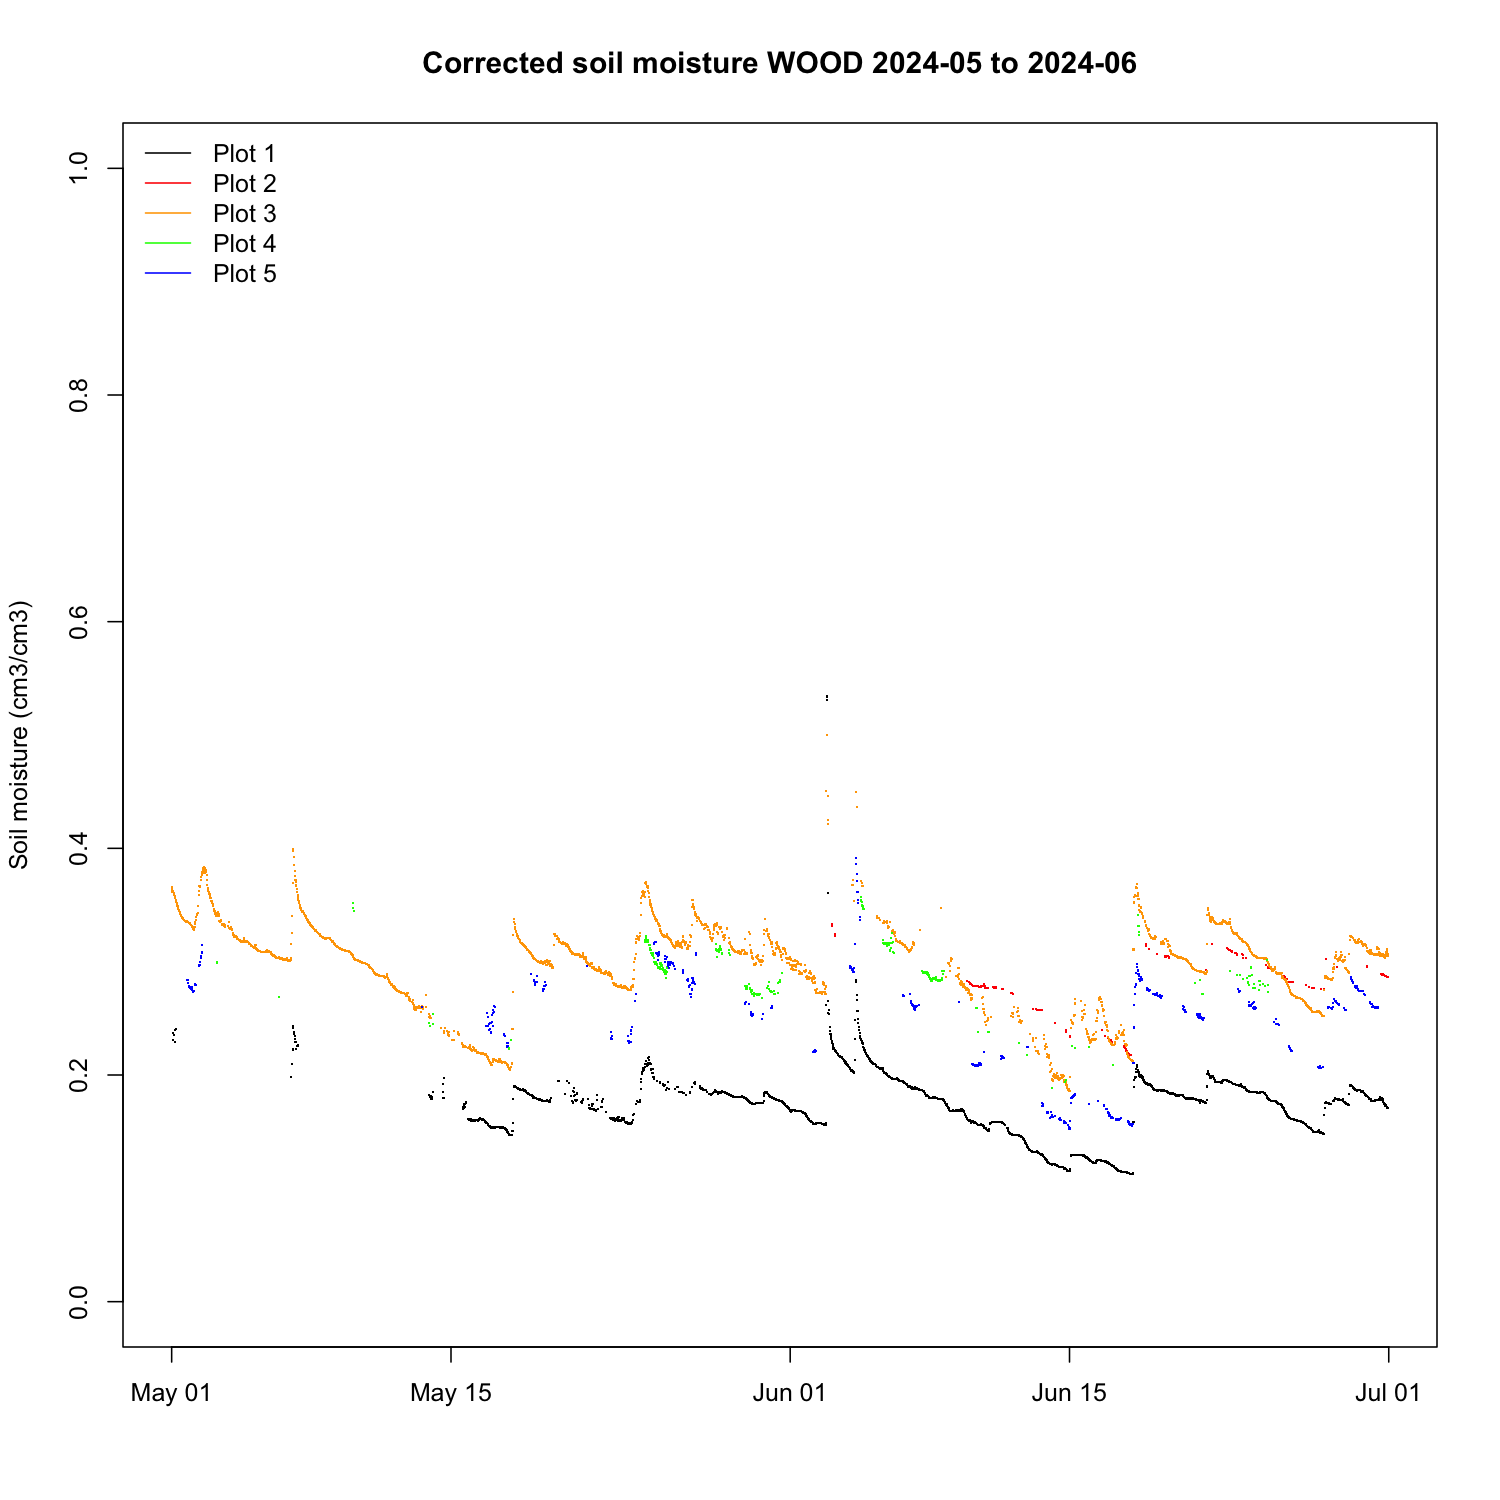 Corrected soil moisture WOOD 2024-05 to 2024-06
Plot 1
Plot 2
Plot 3
Plot 4
Plot 5
Soil moisture (cm3/cm3)
1.0
0.8
0.6
0.4
0.2
0.0
May 01
May 15
Jun 01
Jun 15
Jul 01